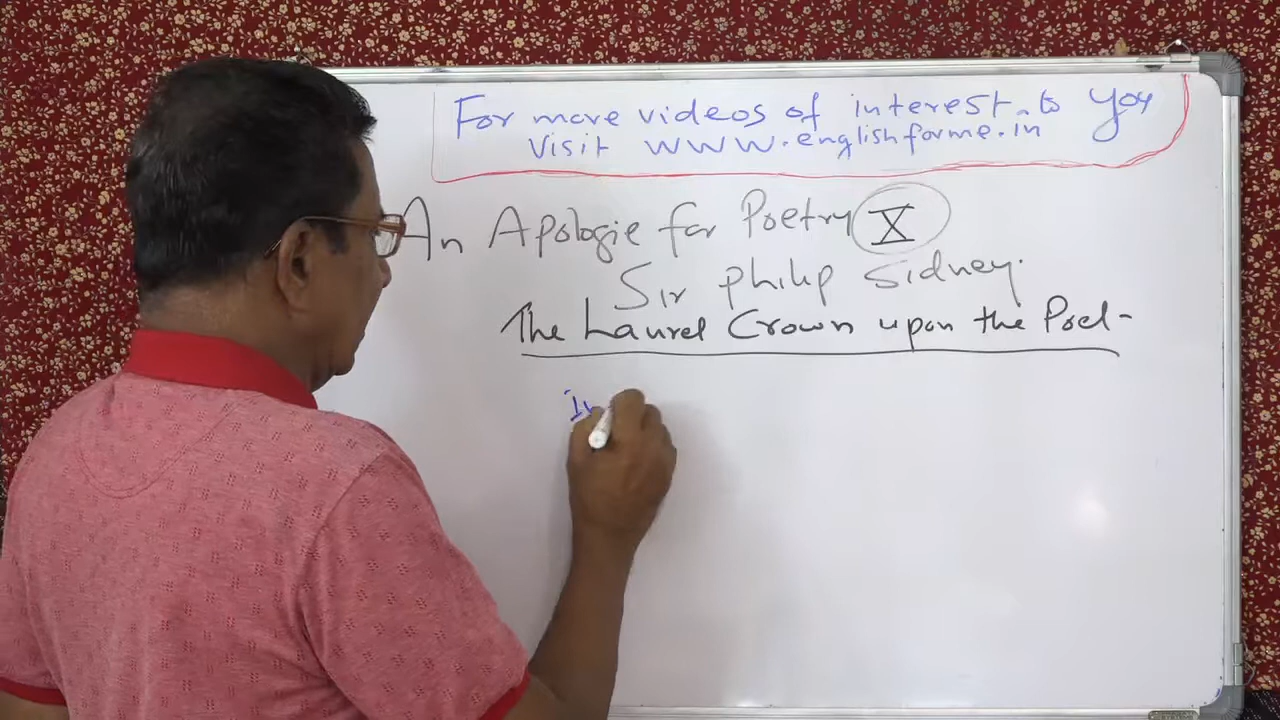 For more videos of interest to you
Visit www.englishforme.in
An Apologie for Poetry X
Sir Philip Sidney.
The Laurel Crown upon the Poet-